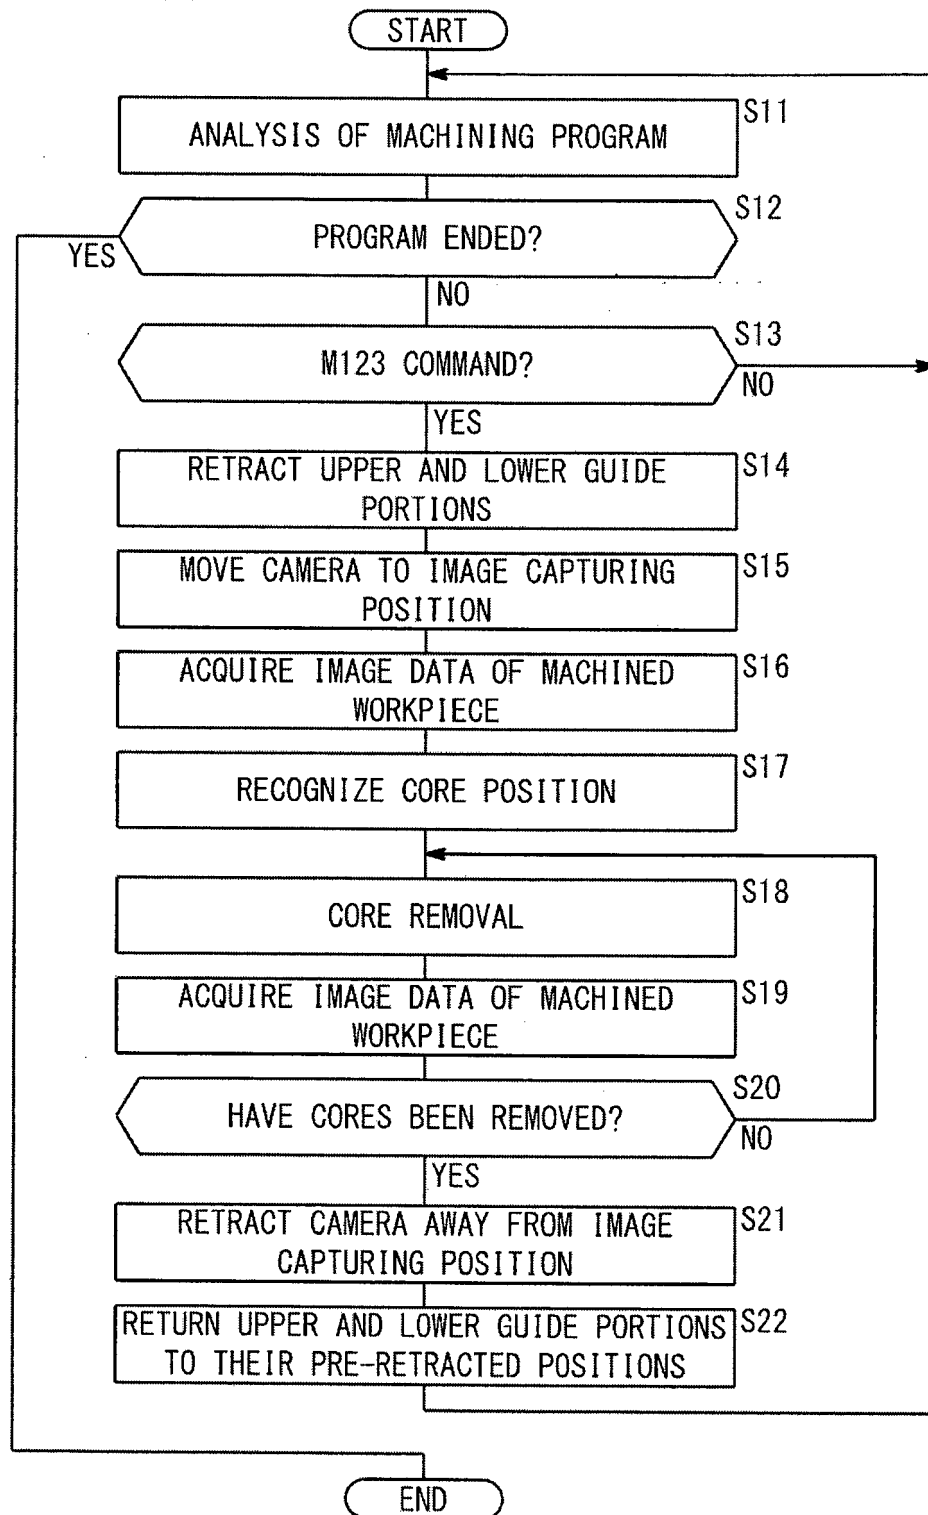 START
S11
ANALYSIS OF MACHINING PROGRAM
S12
PROGRAM ENDED?
YES
NO
S13
M123 COMMAND?
NO
YES
S14
RETRACT UPPER AND LOWER GUIDE
PORTIONS
S15
MOVE CAMERA TO IMAGE CAPTURING
POSITION
S16
ACQUIRE IMAGE DATA OF MACHINED
WORKPIECE
S17
RECOGNIZE CORE POSITION
S18
CORE REMOVAL
S19
ACQUIRE IMAGE DATA OF MACHINED
WORKPIECE
S20
HAVE CORES BEEN REMOVED?
NO
YES
S21
RETRACT CAMERA AWAY FROM IMAGE
CAPTURING POSITION
S22
RETURN UPPER AND LOWER GUIDE PORTIONS
TO THEIR PRE-RETRACTED POSITIONS
END